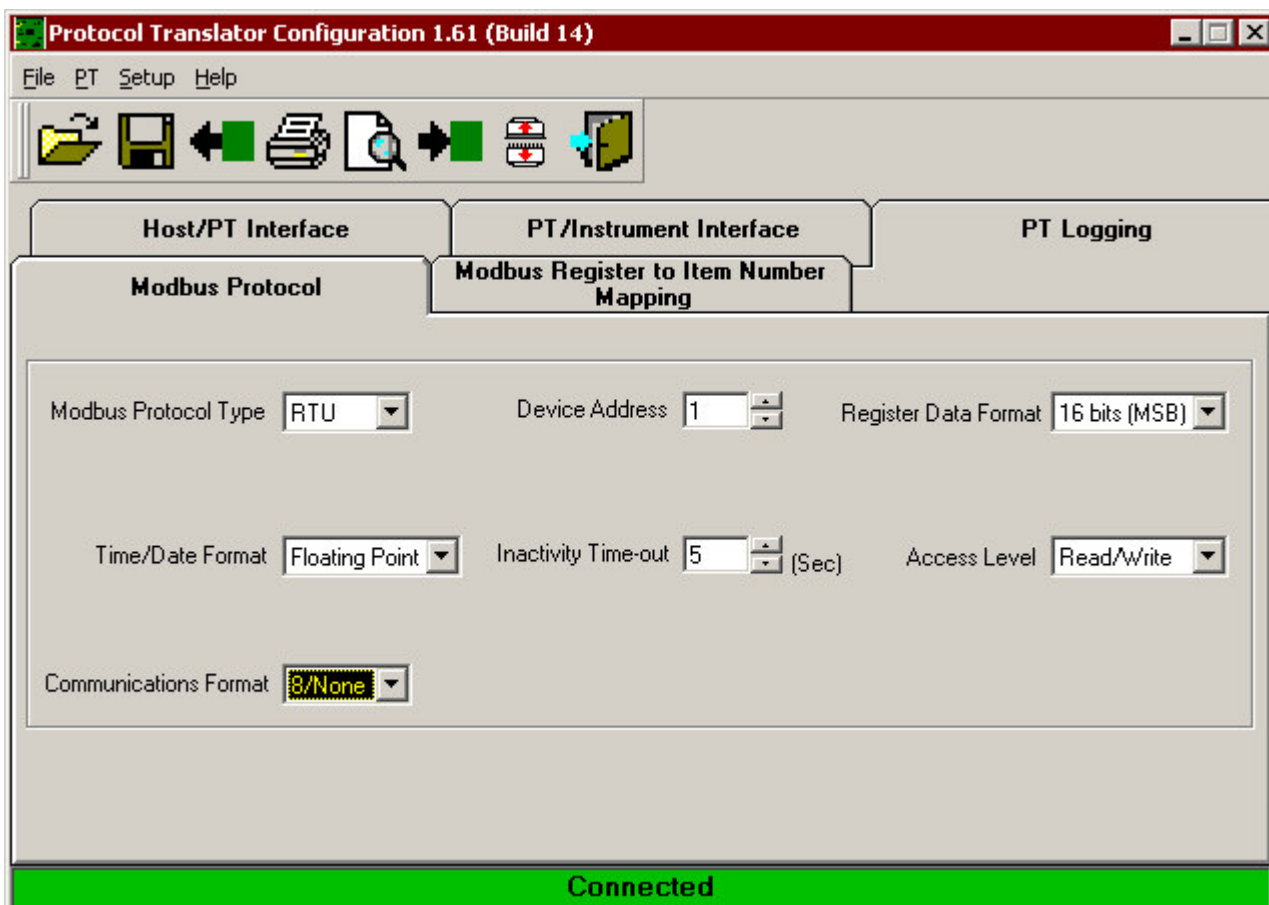 Protocol Translator Configuration 1.61 (Build 14)
File PT Setup Help
Host/PT Interface PT/Instrument Interface PT Logging
Modbus Protocol
Modbus Register to Item Number
Mapping
Modbus Protocol Type RTU Device Address 1 Register Data Format 16 bits (MSB)
Time/Date Format Floating Point Inactivity Time-out 5 (Sec) Access Level Read/Write
Communications Format 8/None
Connected